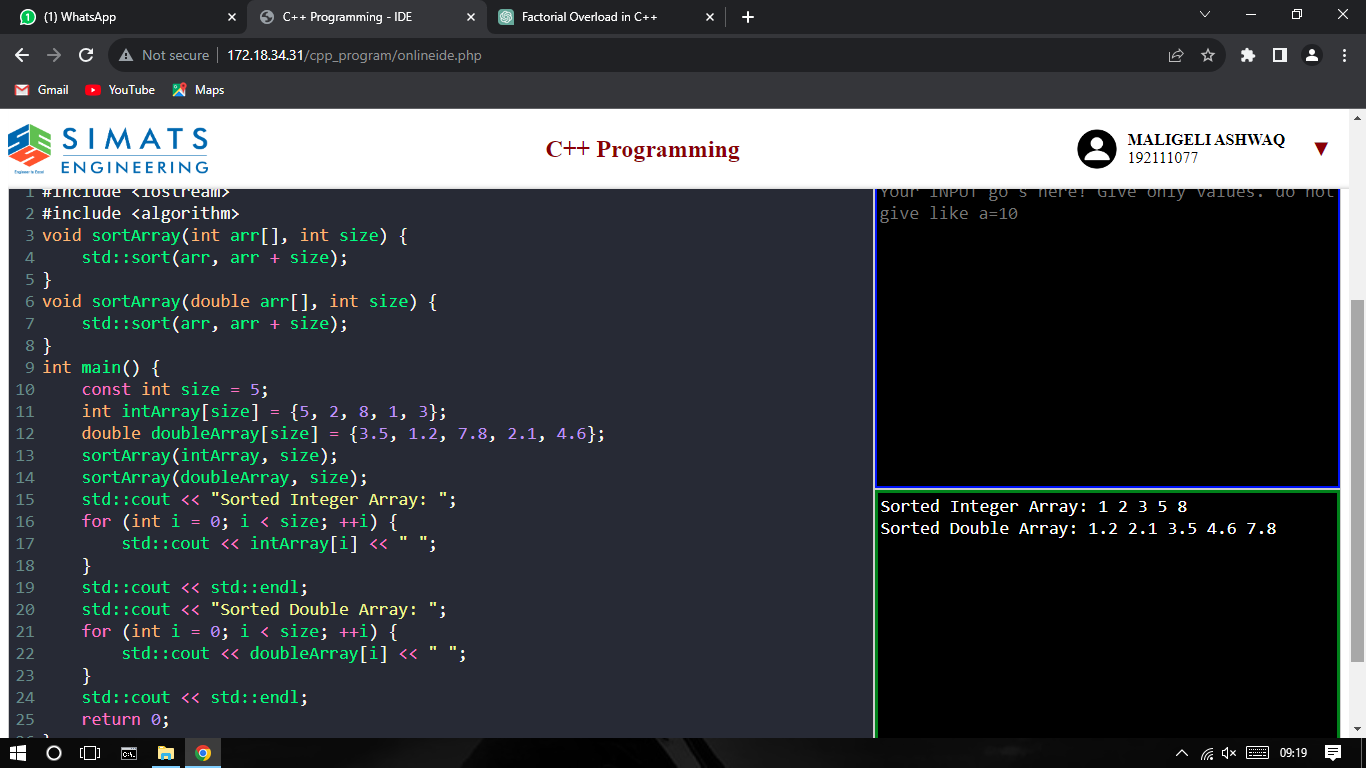 (1) WhatsApp
C++ Programming - IDE
Factorial Overload in C++
Not secure
172.18.34.31/cpp_program/onlineide.php
Gmail
YouTube
Maps
SIMATS
ENGINEERING
Engineer to Excel
C++ Programming
MALIGELI ASHWAQ
192111077
1 #include <iostream>
2 #include <algorithm>
3 void sortArray(int arr[], int size) {
4     std::sort(arr, arr + size);
5 }
6 void sortArray(double arr[], int size) {
7     std::sort(arr, arr + size);
8 }
9 int main() {
10     const int size = 5;
11     int intArray[size] = {5, 2, 8, 1, 3};
12     double doubleArray[size] = {3.5, 1.2, 7.8, 2.1, 4.6};
13     sortArray(intArray, size);
14     sortArray(doubleArray, size);
15     std::cout << "Sorted Integer Array: ";
16     for (int i = 0; i < size; ++i) {
17         std::cout << intArray[i] << " ";
18     }
19     std::cout << std::endl;
20     std::cout << "Sorted Double Array: ";
21     for (int i = 0; i < size; ++i) {
22         std::cout << doubleArray[i] << " ";
23     }
24     std::cout << std::endl;
25     return 0;
Your INPUT go's here! Give only values. do not
give like a=10
Sorted Integer Array: 1 2 3 5 8
Sorted Double Array: 1.2 2.1 3.5 4.6 7.8
09:19